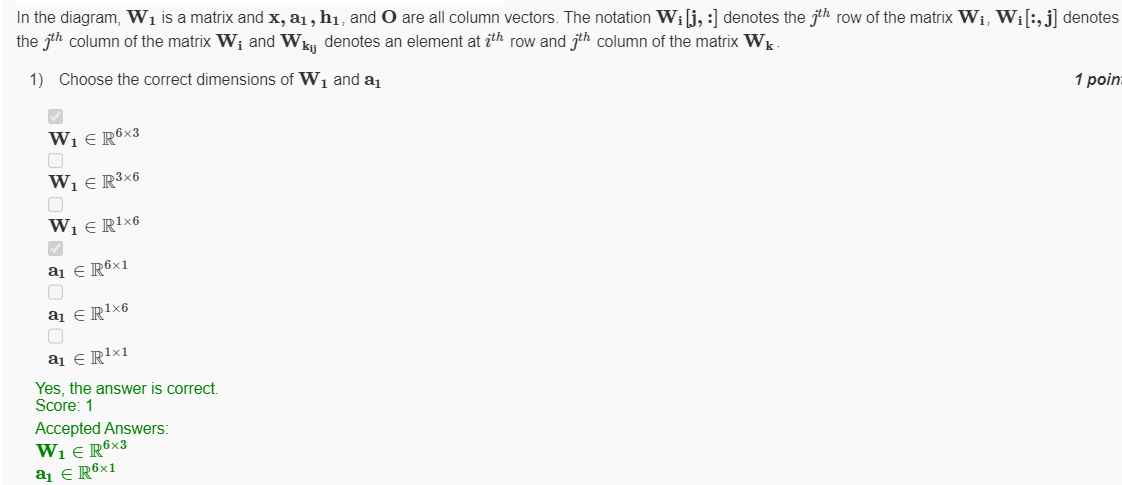 In the diagram, W₁ is a matrix and x, a₁, h₁, and O are all column vectors. The notation Wᵢ[j, :] denotes the jᵗʰ row of the matrix Wᵢ, Wᵢ[:, j] denotes
the jᵗʰ column of the matrix Wᵢ and Wₖᵢⱼ denotes an element at iᵗʰ row and jᵗʰ column of the matrix Wₖ.
1) Choose the correct dimensions of W₁ and a₁ 1 poin
W₁ ∈ ℝ⁶ˣ³
W₁ ∈ ℝ³ˣ⁶
W₁ ∈ ℝ¹ˣ⁶
a₁ ∈ ℝ⁶ˣ¹
a₁ ∈ ℝ¹ˣ⁶
a₁ ∈ ℝ¹ˣ¹
Yes, the answer is correct.
Score: 1
Accepted Answers:
W₁ ∈ ℝ⁶ˣ³
a₁ ∈ ℝ⁶ˣ¹